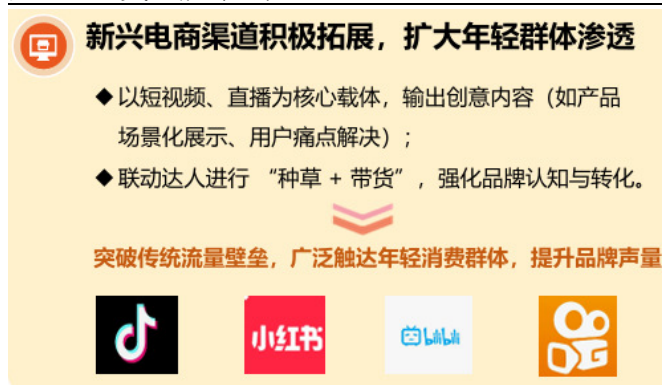 新兴电商渠道积极拓展，扩大年轻群体渗透
◆以短视频、直播为核心载体，输出创意内容（如产品
场景化展示、用户痛点解决）；
◆联动达人进行 “种草 + 带货” ，强化品牌认知与转化。
突破传统流量壁垒，广泛触达年轻消费群体，提升品牌声量
小红书 bilibili